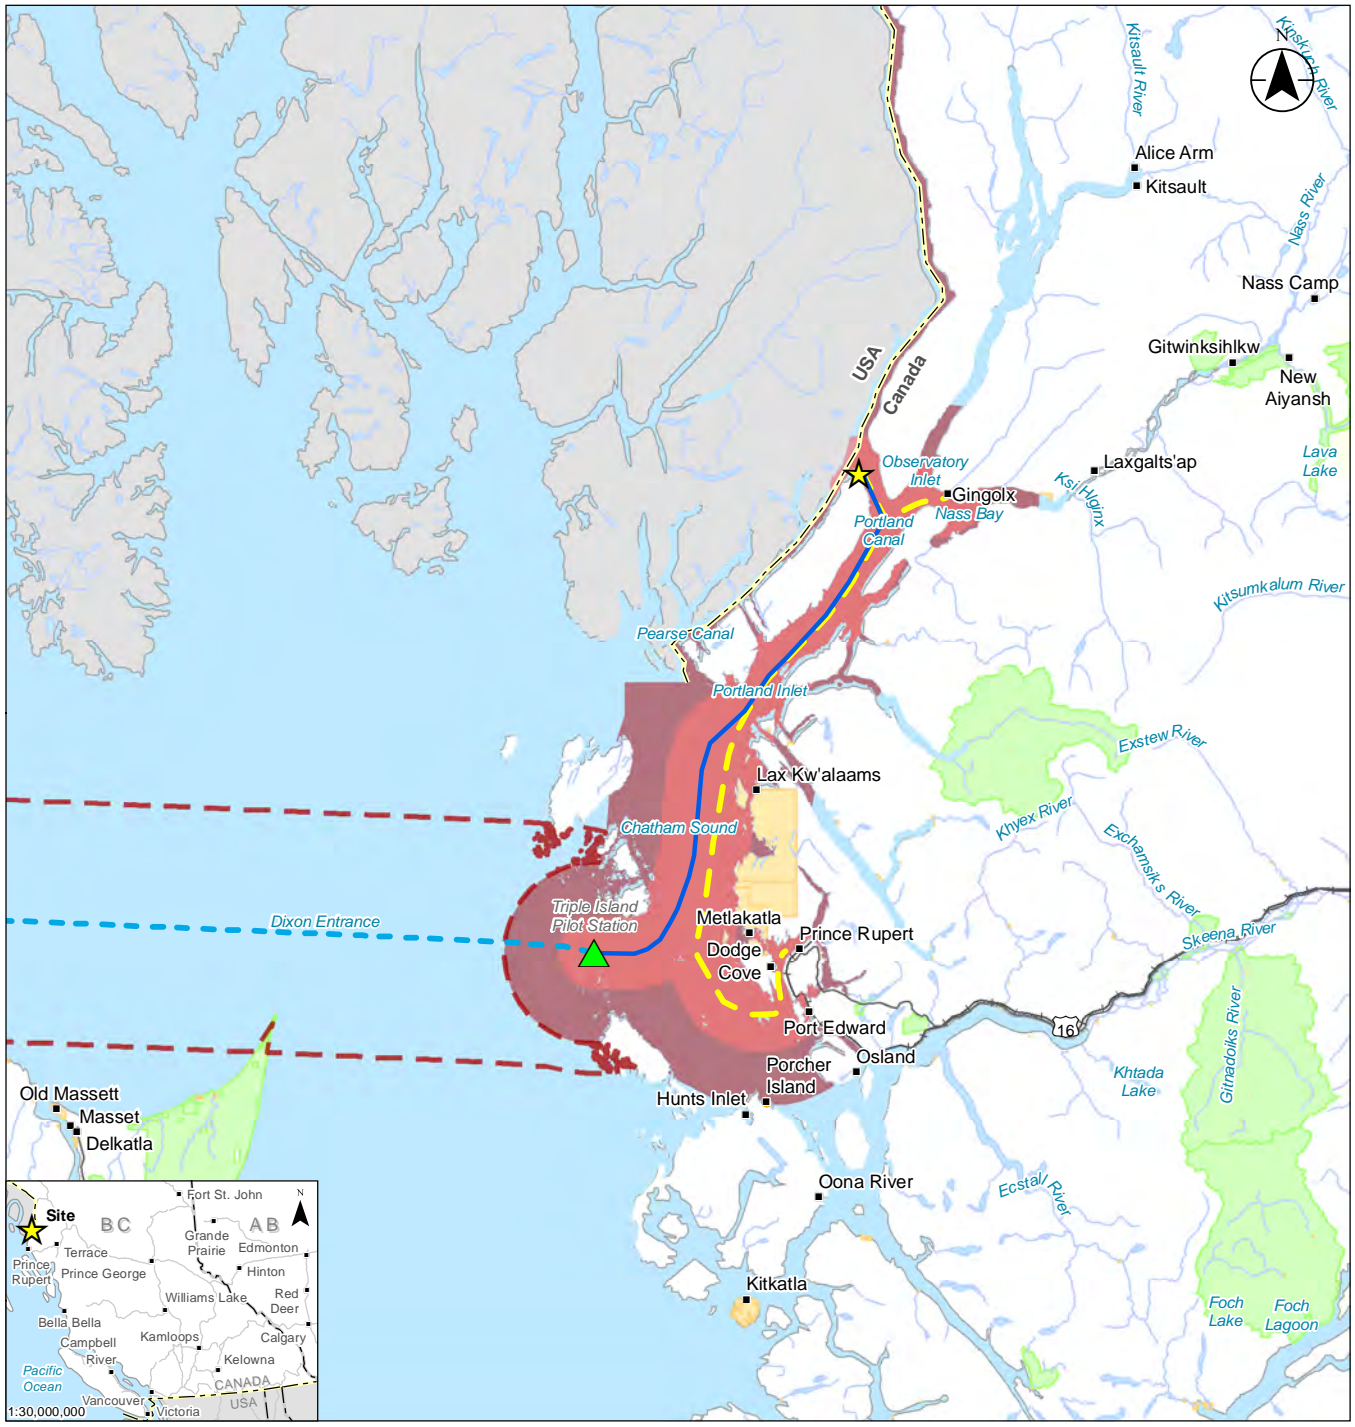 N
Kitsault River
Kinskuch River
Alice Arm
Kitsault
Nass River
Nass Camp
Gitwinksihlkw
New
Aiyansh
USA
Canada
Lava
Lake
Laxgalts'ap
Observatory
Inlet
Gingolx
Ksi Hlginx
Nass Bay
Portland
Canal
Kitsumkalum River
Pearse Canal
Portland Inlet
Exstew River
Lax Kw'alaams
Khyex River
Chatham Sound
Exchamsiks River
Triple Island
Pilot Station
Dixon Entrance
Metlakatla
Prince Rupert
Dodge
Cove
Skeena River
Port Edward
16
Gitnadoiks River
Osland
Porcher
Island
Khtada
Lake
Hunts Inlet
Old Massett
Masset
Delkatla
Oona River
Ecstall River
Kitkatla
Foch
Lake
Foch
Lagoon
Fort St. John
N
Site
BC
AB
Grande
Prairie
Edmonton
Terrace
Prince
Rupert
Prince George
Hinton
Williams Lake
Red
Deer
Bella Bella
Campbell
River
Kamloops
Calgary
Kelowna
Pacific
Ocean
CANADA
USA
Vancouver
Victoria
1:30,000,000